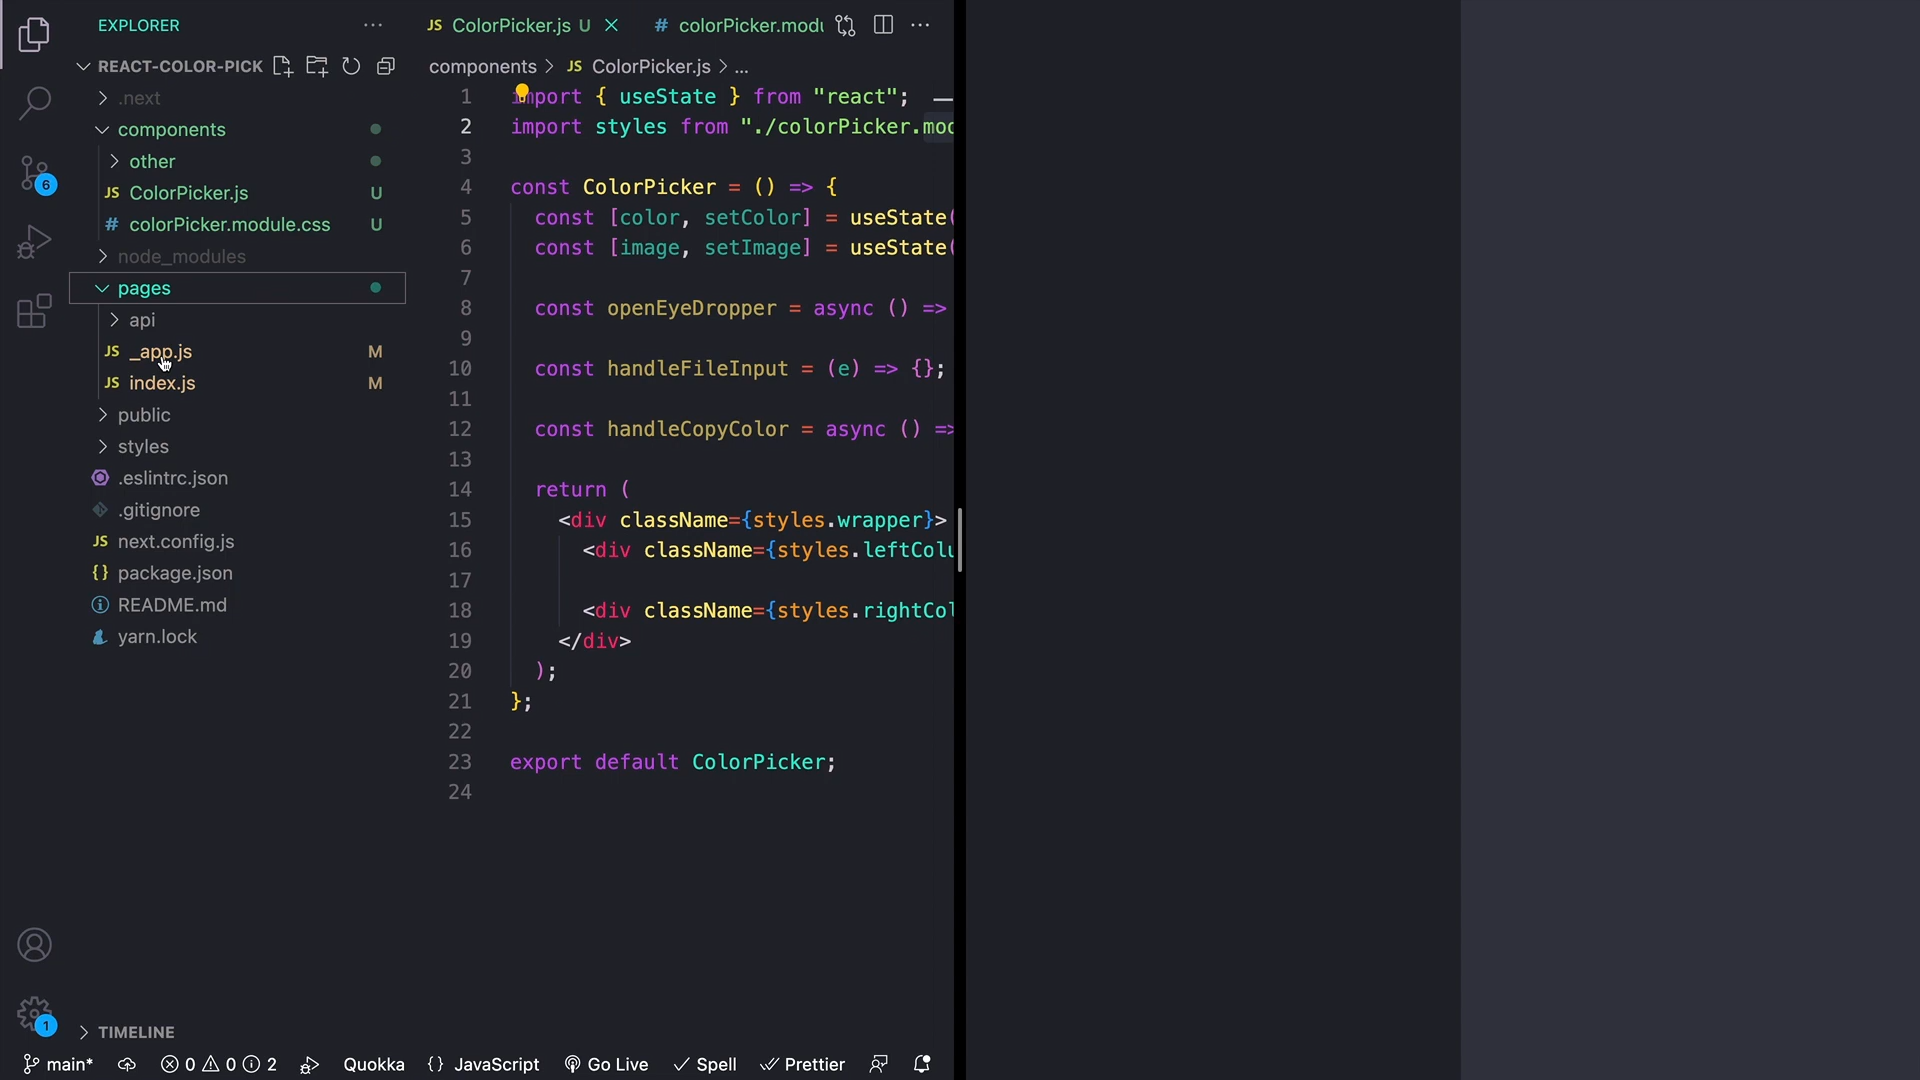 EXPLORER
REACT-COLOR-PICK
.next
components
other
JS ColorPicker.js U
# colorPicker.module.css U
node_modules
pages
api
JS _app.js M
JS index.js M
public
styles
.eslintrc.json
.gitignore
JS next.config.js
{} package.json
README.md
yarn.lock
TIMELINE
6
1
JS ColorPicker.js U
# colorPicker.modu
components > JS ColorPicker.js > ...
1 import { useState } from "react";
2 import styles from "./colorPicker.mod
3
4 const ColorPicker = () => {
5 const [color, setColor] = useState(
6 const [image, setImage] = useState(
7
8 const openEyeDropper = async () =>
9
10 const handleFileInput = (e) => {};
11
12 const handleCopyColor = async () =>
13
14 return (
15 <div className={styles.wrapper}>
16 <div className={styles.leftColu
17
18 <div className={styles.rightCol
19 </div>
20 );
21 };
22
23 export default ColorPicker;
24
main* 0 0 2 Quokka {} JavaScript Go Live Spell Prettier